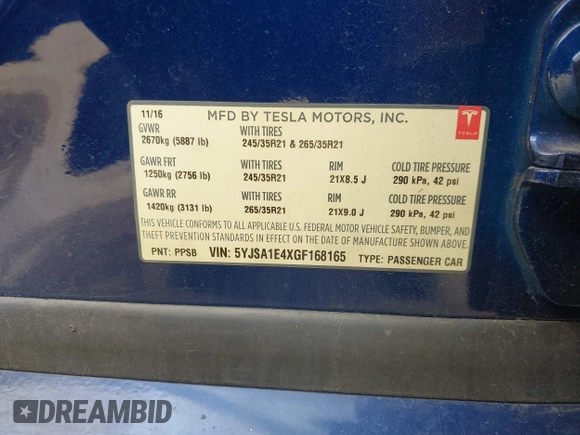 11/16 MFD BY TESLA MOTORS, INC.
TESLA
GVWR WITH TIRES
2670kg (5887 lb) 245/35R21 & 265/35R21
GAWR FRT WITH TIRES RIM COLD TIRE PRESSURE
1250kg (2756 lb) 245/35R21 21X8.5 J 290 kPa, 42 psi
GAWR RR WITH TIRES RIM COLD TIRE PRESSURE
1420kg (3131 lb) 265/35R21 21X9.0 J 290 kPa, 42 psi
THIS VEHICLE CONFORMS TO ALL APPLICABLE U.S. FEDERAL MOTOR VEHICLE SAFETY, BUMPER, AND
THEFT PREVENTION STANDARDS IN EFFECT ON THE DATE OF MANUFACTURE SHOWN ABOVE.
PNT: PPSB VIN: 5YJSA1E4XGF168165 TYPE: PASSENGER CAR
DREAMBID